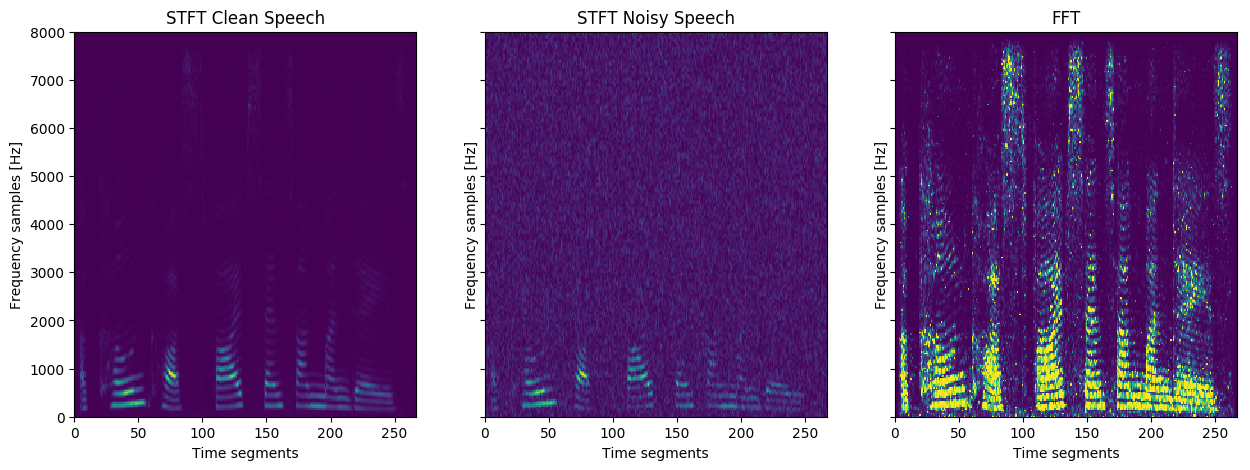 STFT Clean Speech
STFT Noisy Speech
FFT
8000
7000
6000
5000
4000
3000
2000
1000
0
Frequency samples [Hz]
Frequency samples [Hz]
Frequency samples [Hz]
0 50 100 150 200 250
0 50 100 150 200 250
0 50 100 150 200 250
Time segments
Time segments
Time segments